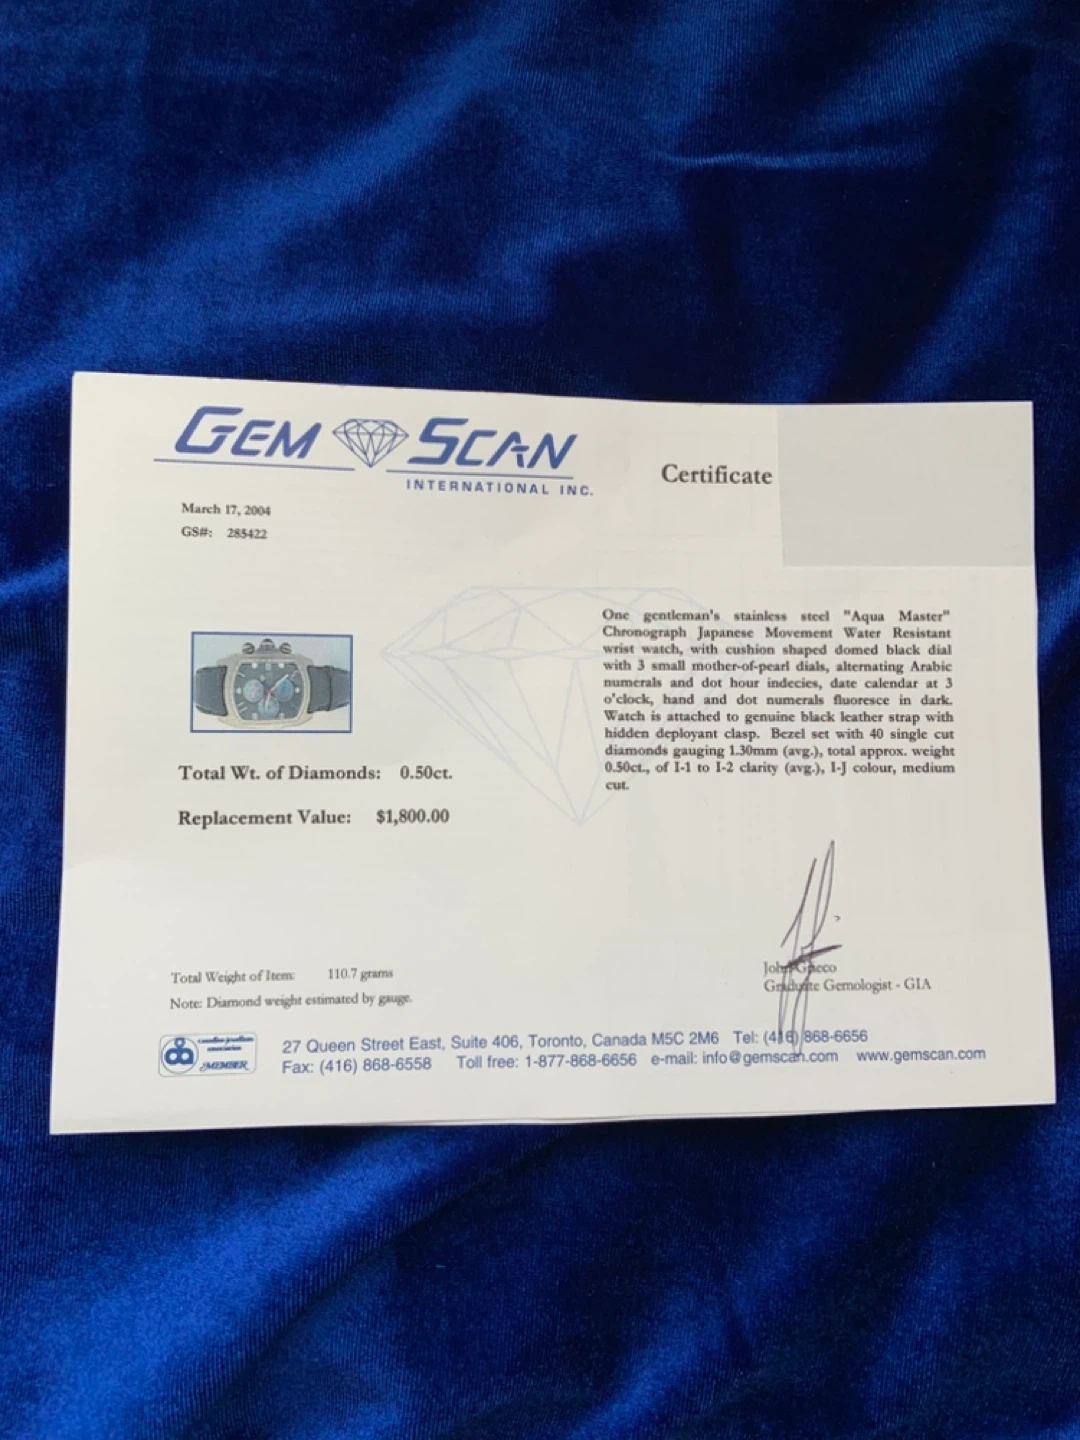 GEM SCAN
INTERNATIONAL INC.
Certificate
March 17, 2004
GS#: 285422
One gentleman's stainless steel "Aqua Master"
Chronograph Japanese Movement Water Resistant
wrist watch, with cushion shaped domed black dial
with 3 small mother-of-pearl dials, alternating Arabic
numerals and dot hour indecies, date calendar at 3
o'clock, hand and dot numerals fluoresce in dark.
Watch is attached to genuine black leather strap with
hidden deployant clasp. Bezel set with 40 single cut
diamonds gauging 1.30mm (avg.), total approx. weight
0.50ct., of I-1 to I-2 clarity (avg.), I-J colour, medium
cut.
Total Wt. of Diamonds: 0.50ct.
Replacement Value: $1,800.00
Total Weight of Item: 110.7 grams
Note: Diamond weight estimated by gauge.
John
Graduate Gemologist - GIA
canadian jewellers
association
MEMBER
27 Queen Street East, Suite 406, Toronto, Canada M5C 2M6 Tel: (416) 868-6656
Fax: (416) 868-6558 Toll free: 1-877-868-6656 e-mail: info@gemscan.com www.gemscan.com